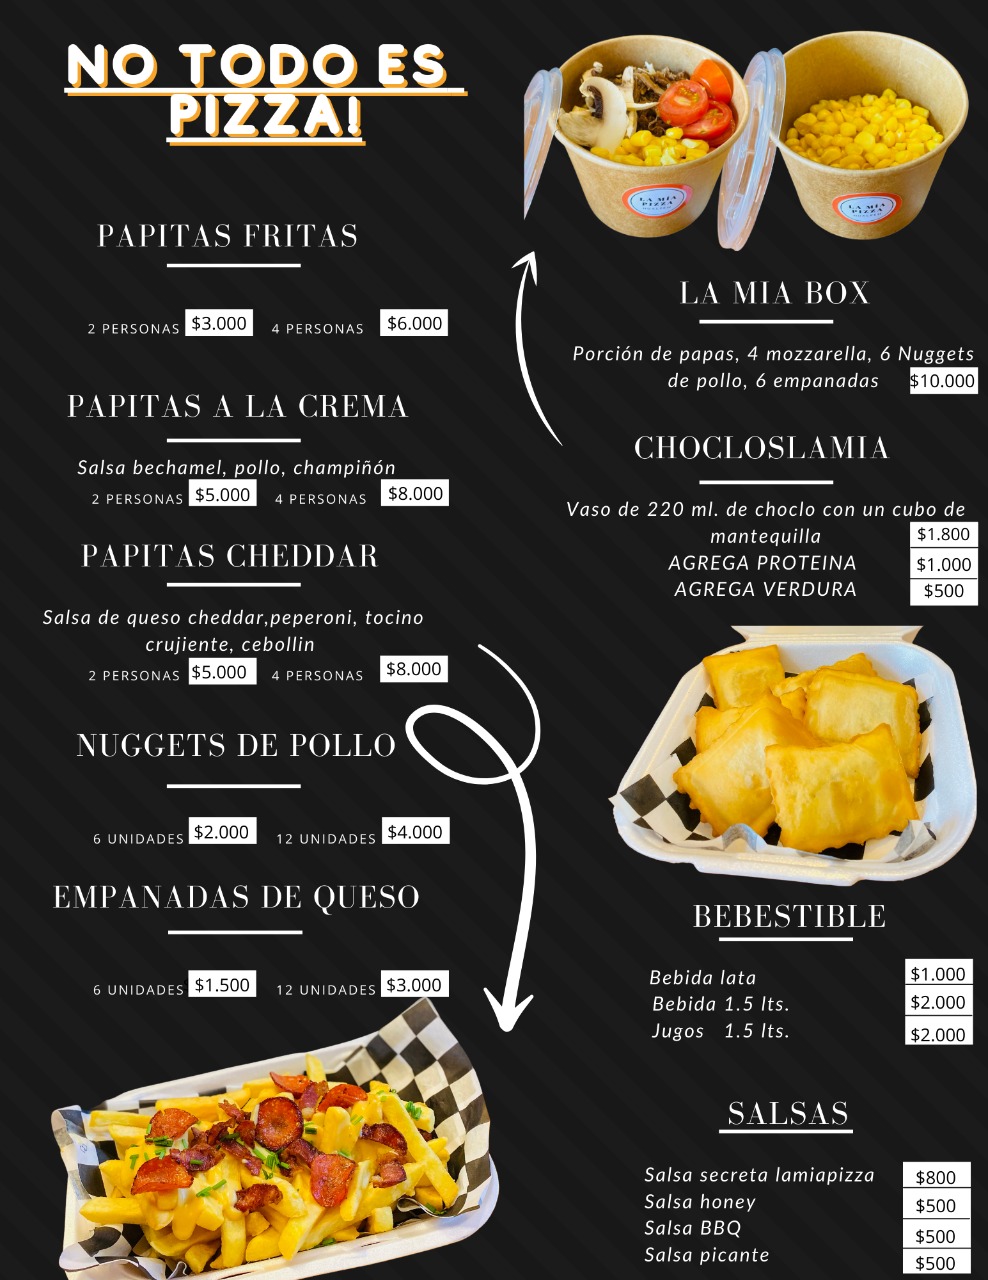 NO TODO ES
PIZZA!
PAPITAS FRITAS
2 PERSONAS $3.000 4 PERSONAS $6.000
PAPITAS A LA CREMA
Salsa bechamel, pollo, champiñón
2 PERSONAS $5.000 4 PERSONAS $8.000
PAPITAS CHEDDAR
Salsa de queso cheddar,peperoni, tocino
crujiente, cebollin
2 PERSONAS $5.000 4 PERSONAS $8.000
NUGGETS DE POLLO
6 UNIDADES $2.000 12 UNIDADES $4.000
EMPANADAS DE QUESO
6 UNIDADES $1.500 12 UNIDADES $3.000
LA MIA
PIZZA
LA MIA
PIZZA
LA MIA BOX
Porción de papas, 4 mozzarella, 6 Nuggets
de pollo, 6 empanadas $10.000
CHOCLOSLAMIA
Vaso de 220 ml. de choclo con un cubo de
mantequilla $1.800
AGREGA PROTEINA $1.000
AGREGA VERDURA $500
BEBESTIBLE
Bebida lata $1.000
Bebida 1.5 lts. $2.000
Jugos 1.5 lts. $2.000
SALSAS
Salsa secreta lamiapizza $800
Salsa honey $500
Salsa BBQ $500
Salsa picante $500